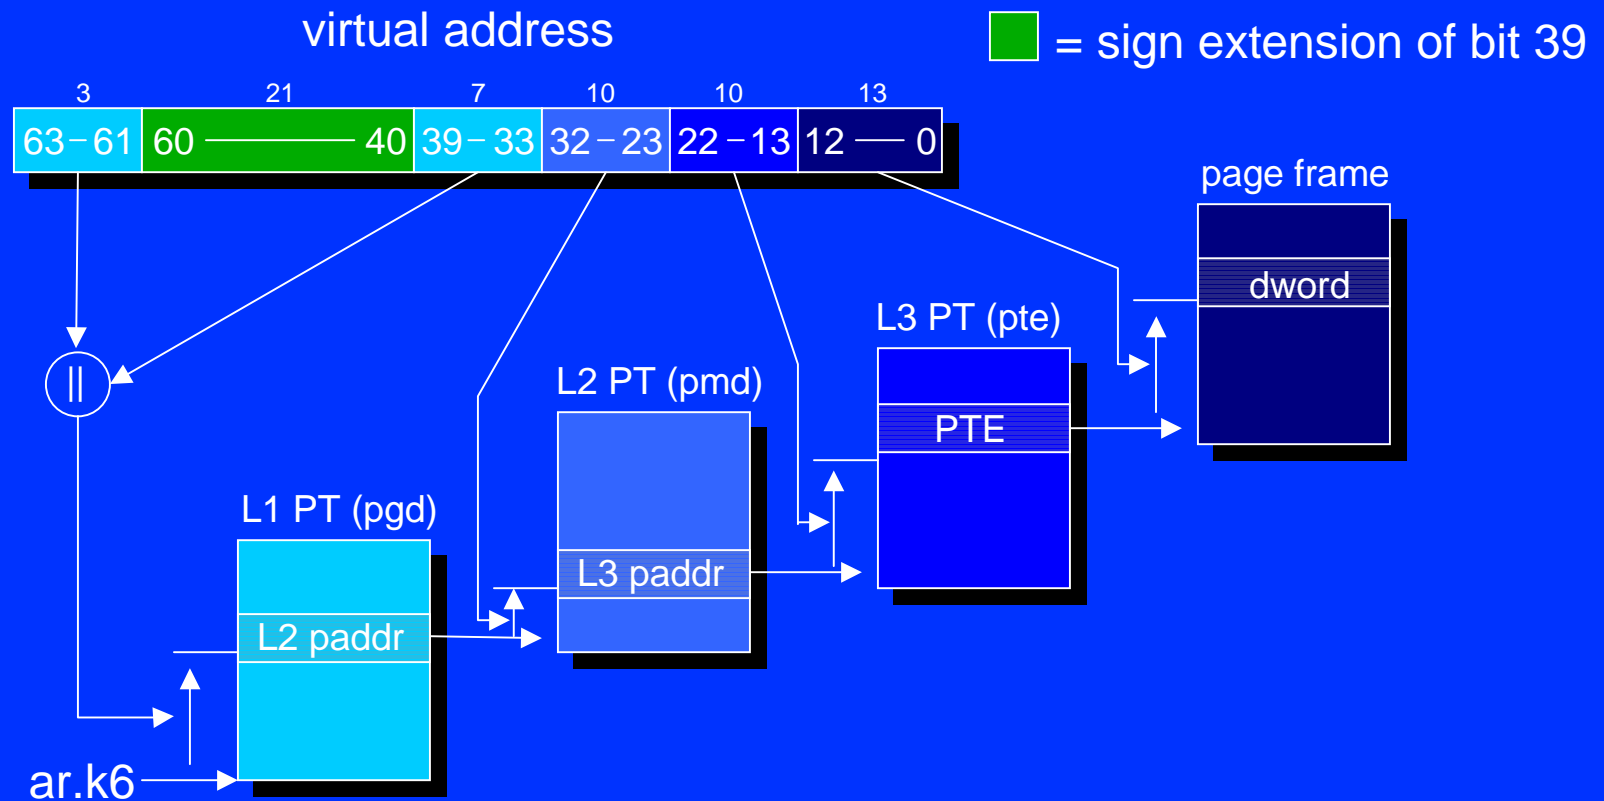 virtual address
= sign extension of bit 39
3 21 7 10 10 13
63-61 60 — 40 39-33 32-23 22-13 12 — 0
page frame
dword
L3 PT (pte)
||
L2 PT (pmd)
PTE
L1 PT (pgd)
L3 paddr
L2 paddr
ar.k6